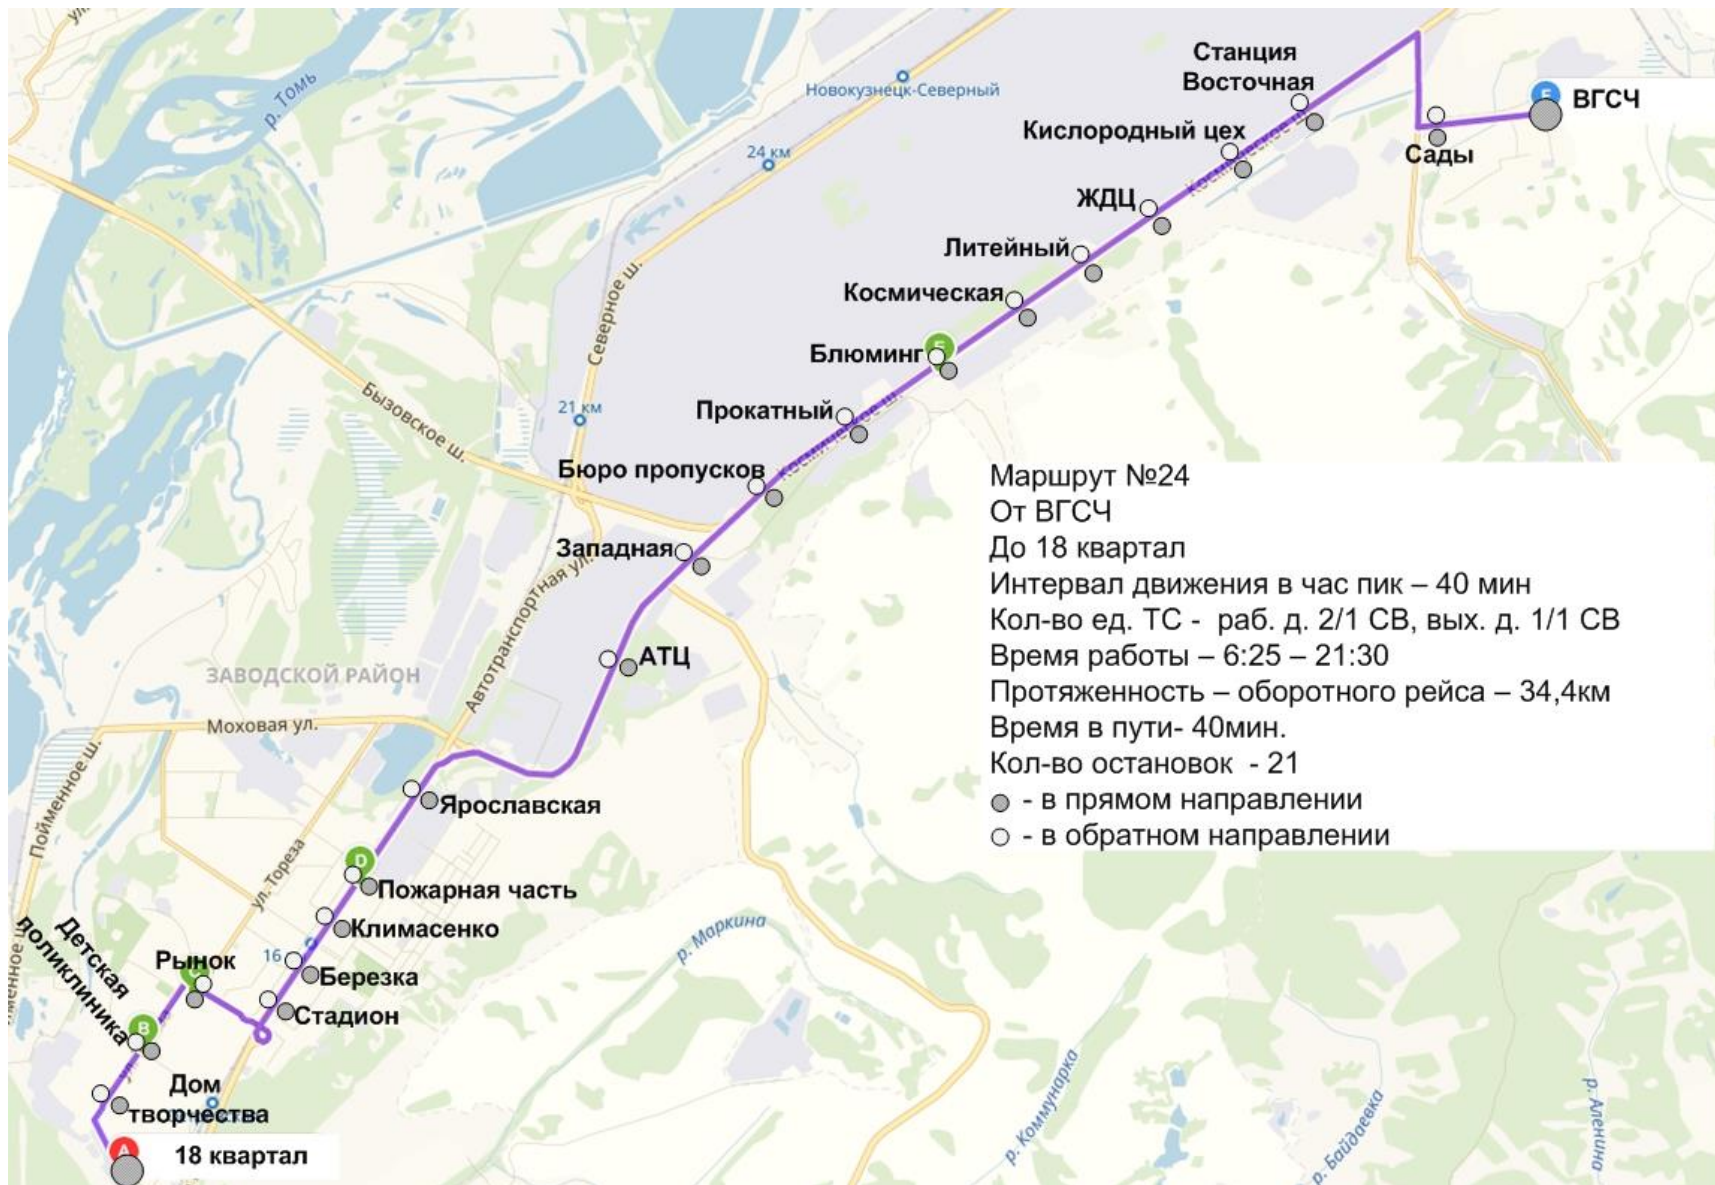 ул.
р. Томь
Новокузнецк-Северный
24 км
Станция
Восточная
ВГСЧ
Кислородный цех
Сады
ЖДЦ
Литейный
Космическая
Северное ш.
Блюминг
21 км
Бызовское ш.
Прокатный
Бюро пропусков
Западная
Автотранспортная ул.
АТЦ
ЗАВОДСКОЙ РАЙОН
Моховая ул.
Пойменное ш.
Ярославская
ул. Тореза
D
Пожарная часть
Климасенко
16
Березка
Стадион
Рынок
Детская
поликлиника
B
Дом
творчества
A
18 квартал
р. Маркина
р. Коммунарка
р. Байдаевка
р. Аленина
Маршрут №24
От ВГСЧ
До 18 квартал
Интервал движения в час пик – 40 мин
Кол-во ед. ТС - раб. д. 2/1 СВ, вых. д. 1/1 СВ
Время работы – 6:25 – 21:30
Протяженность – оборотного рейса – 34,4км
Время в пути- 40мин.
Кол-во остановок - 21
- в прямом направлении
- в обратном направлении